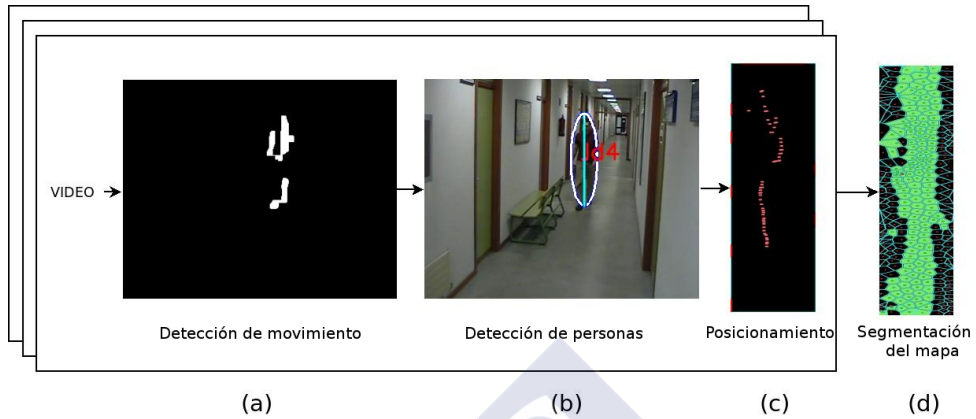 VIDEO
Id4
Detección de movimiento
Detección de personas
Posicionamiento
Segmentación
del mapa
(a)
(b)
(c)
(d)